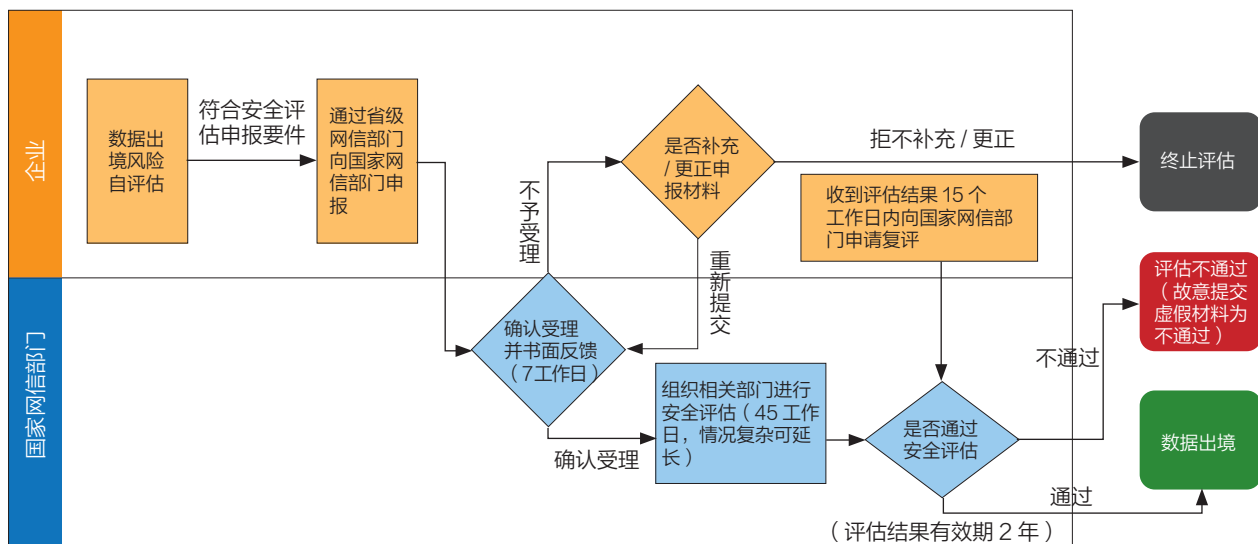 企业
数据出
境风险
自评估
符合安全评
估申报要件
通过省级
网信部门
向国家网
信部门申
报
不予受理
是否补充
/ 更正申
报材料
拒不补充 / 更正
终止评估
收到评估结果 15 个
工作日内向国家网信部
门申请复评
重新提交
评估不通过
（故意提交
虚假材料为
不通过）
国家网信部门
确认受理
并书面反馈
（7工作日）
确认受理
组织相关部门进行
安全评估（45 工作
日，情况复杂可延
长）
是否通过
安全评估
不通过
数据出境
通过
（评估结果有效期 2 年）